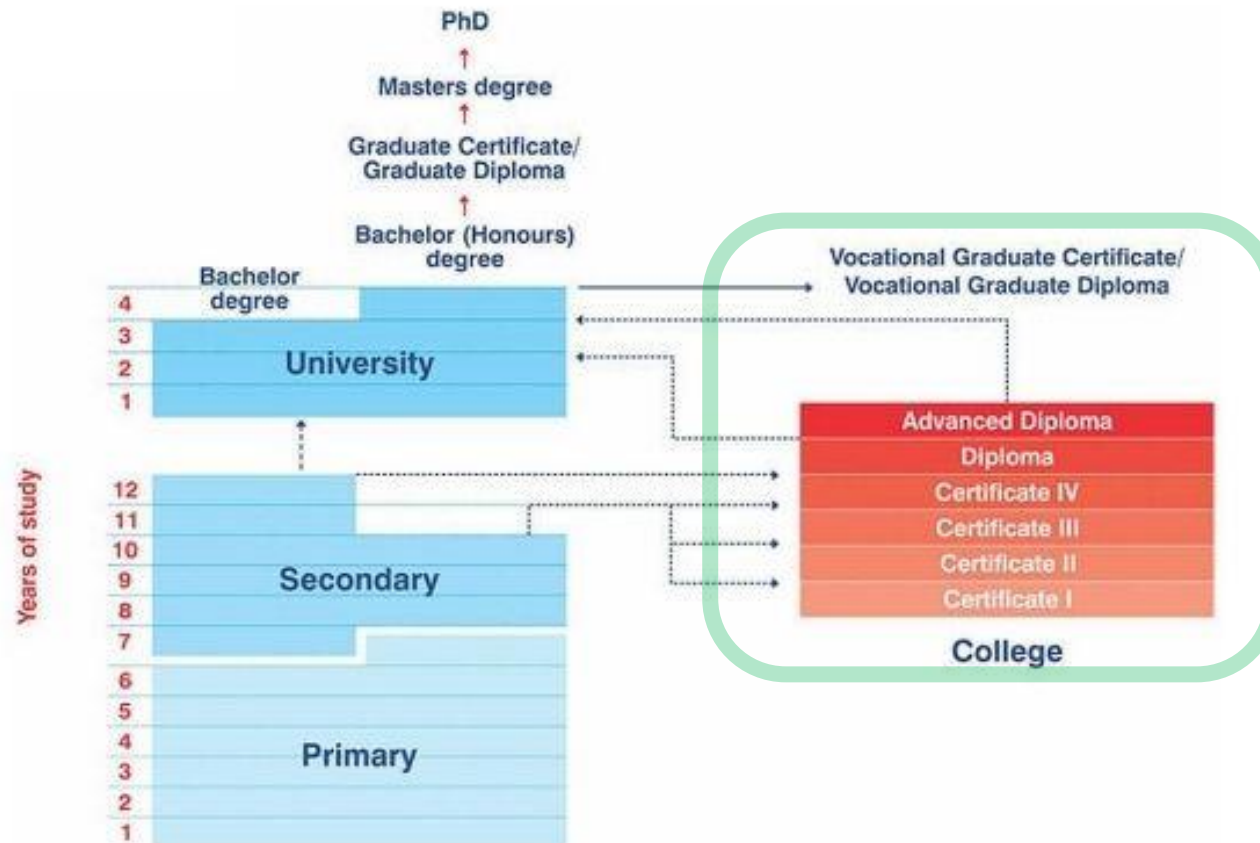 PhD
Masters degree
Graduate Certificate/
Graduate Diploma
Bachelor (Honours)
degree
Bachelor
degree
Vocational Graduate Certificate/
Vocational Graduate Diploma
4
3
2
1
University
Advanced Diploma
Diploma
Certificate IV
Certificate III
Certificate II
Certificate I
College
Years of study
12
11
10
9
8
7
Secondary
6
5
4
3
2
1
Primary